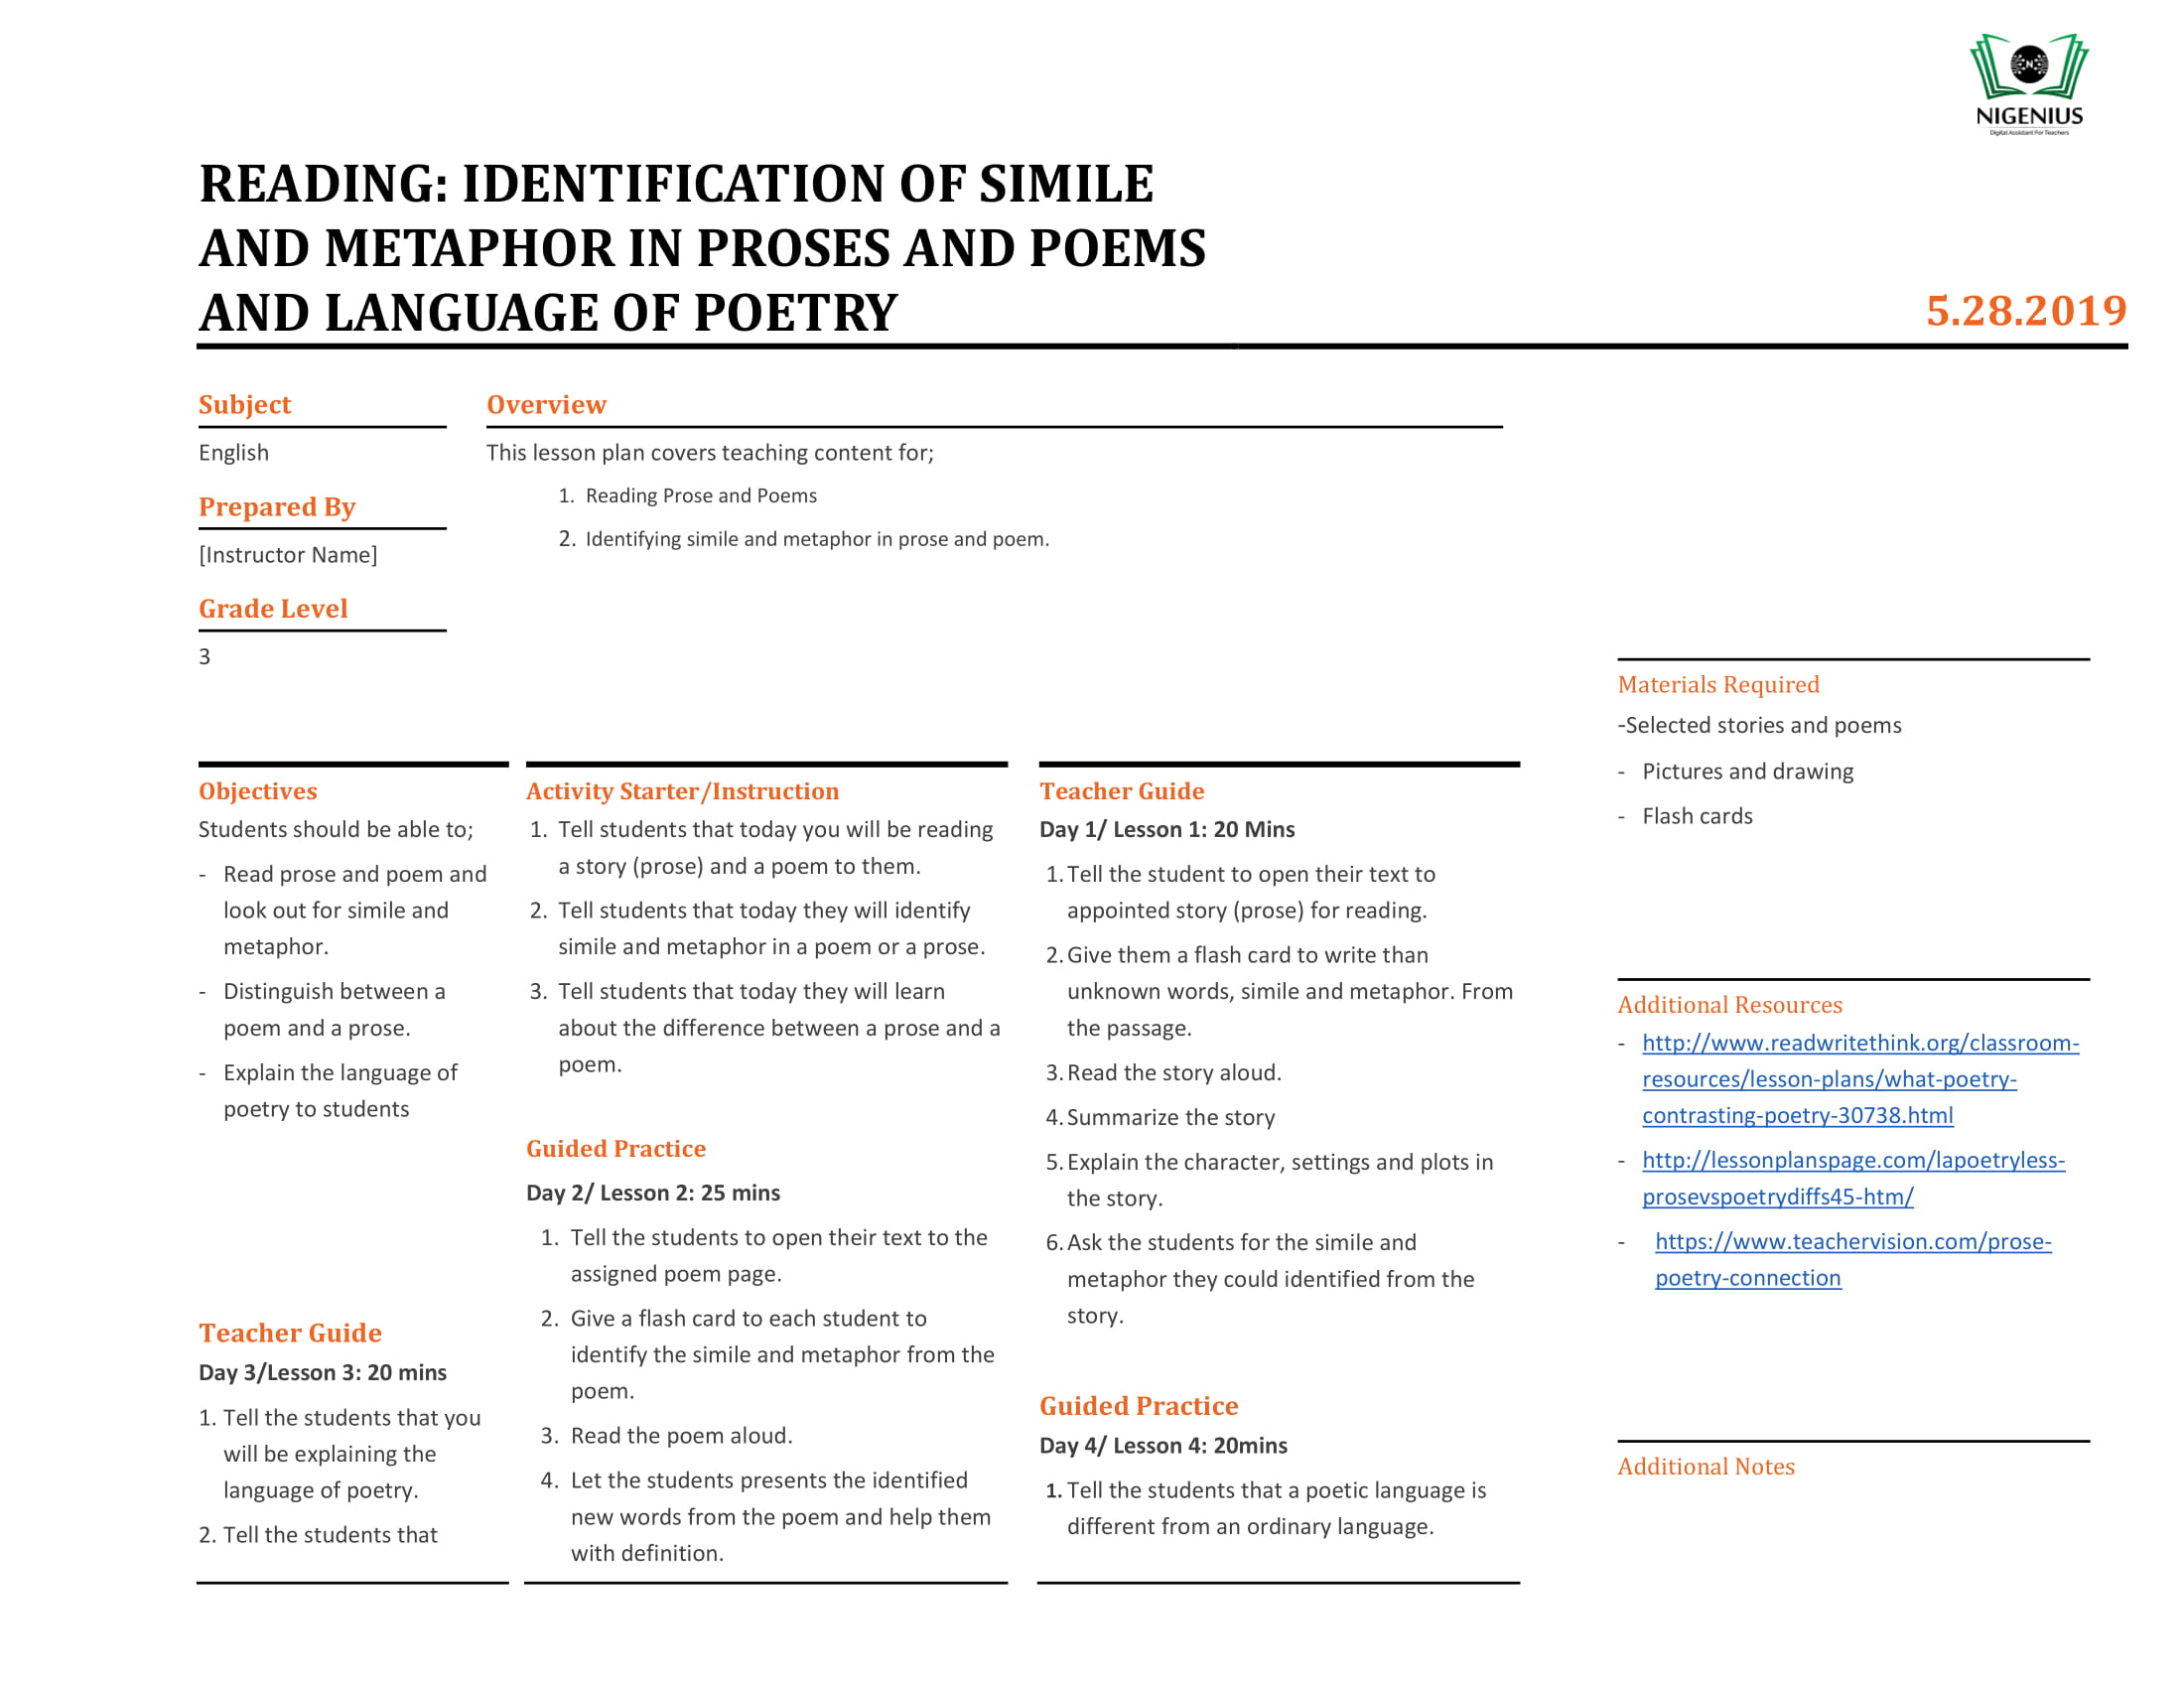 NIGENIUS
Digital Assistant For Teachers
READING: IDENTIFICATION OF SIMILE
AND METAPHOR IN PROSES AND POEMS
AND LANGUAGE OF POETRY
5.28.2019
Subject
English
Prepared By
[Instructor Name]
Grade Level
3
Overview
This lesson plan covers teaching content for;
1. Reading Prose and Poems
2. Identifying simile and metaphor in prose and poem.
Objectives
Students should be able to;
- Read prose and poem and
look out for simile and
metaphor.
- Distinguish between a
poem and a prose.
- Explain the language of
poetry to students
Teacher Guide
Day 3/Lesson 3: 20 mins
1. Tell the students that you
will be explaining the
language of poetry.
2. Tell the students that
Activity Starter/Instruction
1. Tell students that today you will be reading
a story (prose) and a poem to them.
2. Tell students that today they will identify
simile and metaphor in a poem or a prose.
3. Tell students that today they will learn
about the difference between a prose and a
poem.
Guided Practice
Day 2/ Lesson 2: 25 mins
1. Tell the students to open their text to the
assigned poem page.
2. Give a flash card to each student to
identify the simile and metaphor from the
poem.
3. Read the poem aloud.
4. Let the students presents the identified
new words from the poem and help them
with definition.
Teacher Guide
Day 1/ Lesson 1: 20 Mins
1. Tell the student to open their text to
appointed story (prose) for reading.
2. Give them a flash card to write than
unknown words, simile and metaphor. From
the passage.
3. Read the story aloud.
4. Summarize the story
5. Explain the character, settings and plots in
the story.
6. Ask the students for the simile and
metaphor they could identified from the
story.
Guided Practice
Day 4/ Lesson 4: 20mins
1. Tell the students that a poetic language is
different from an ordinary language.
Materials Required
-Selected stories and poems
- Pictures and drawing
- Flash cards
Additional Resources
- http://www.readwritethink.org/classroom-
resources/lesson-plans/what-poetry-
contrasting-poetry-30738.html
- http://lessonplanspage.com/lapoetryless-
prosevspoetrydiffs45-htm/
- https://www.teachervision.com/prose-
poetry-connection
Additional Notes